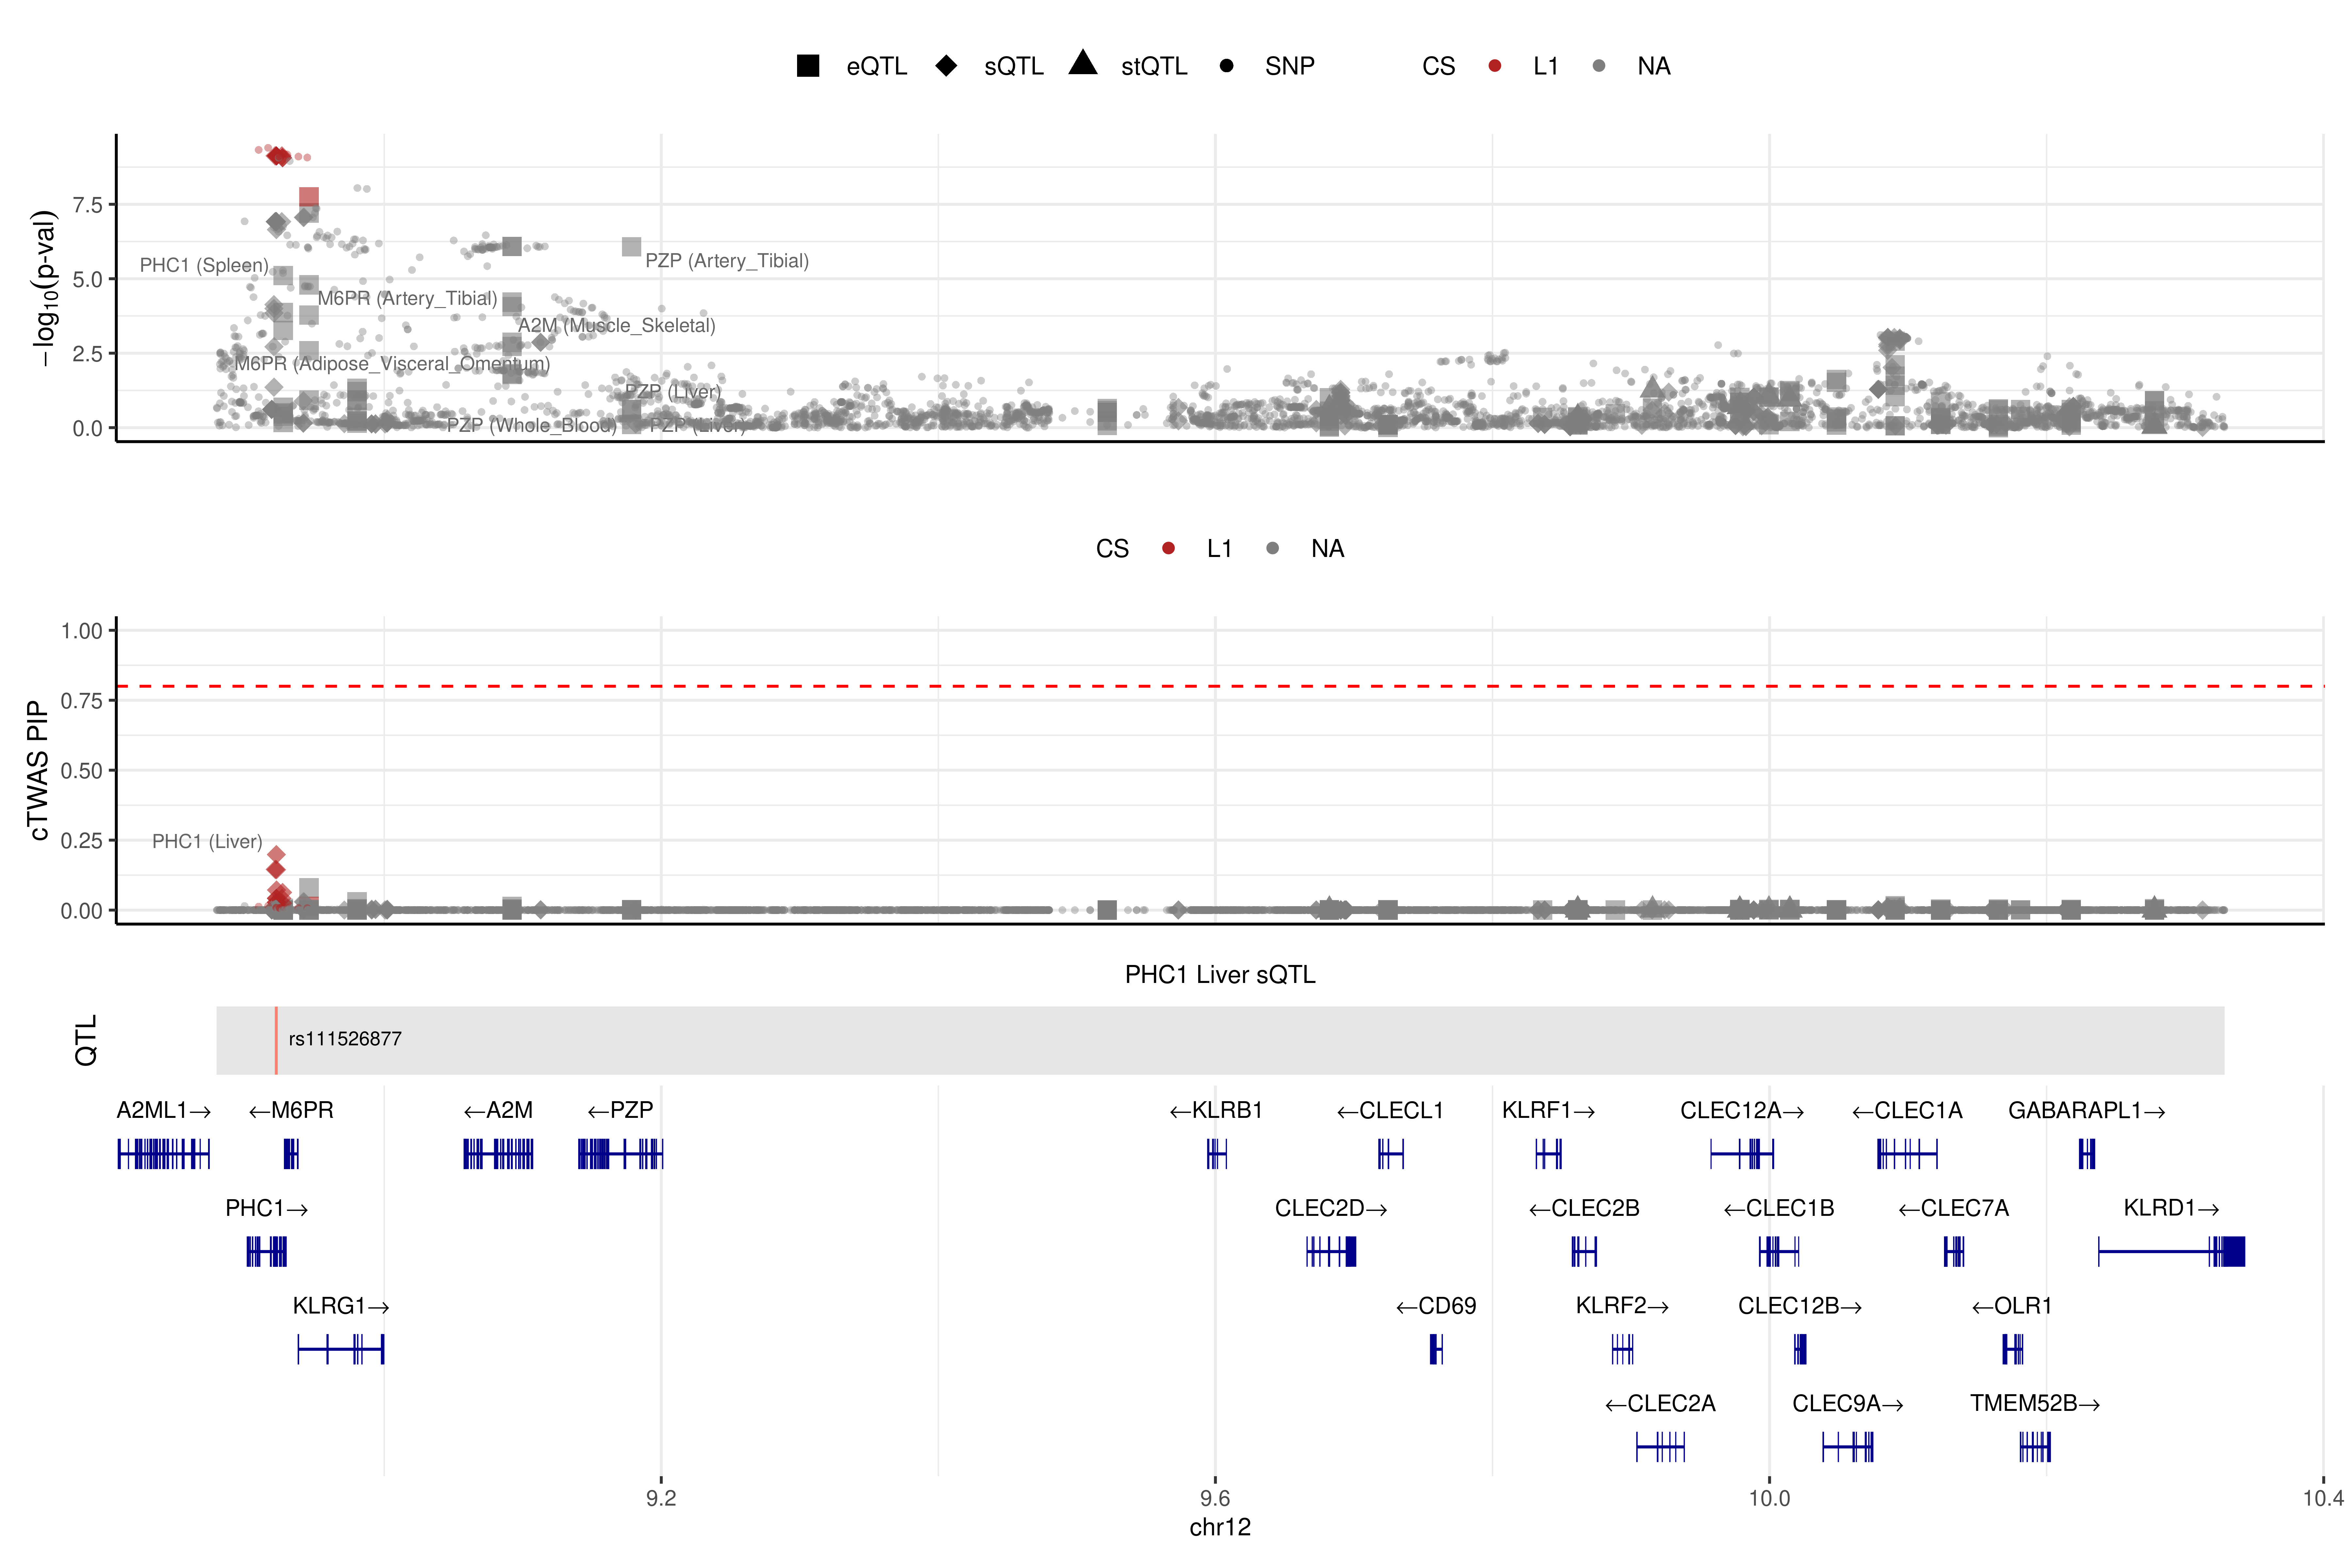 eQTL sQTL stQTL SNP CS L1 NA
−log10(p-val)
7.5
5.0
2.5
0.0
PHC1 (Spleen)
PZP (Artery_Tibial)
M6PR (Artery_Tibial)
A2M (Muscle_Skeletal)
M6PR (Adipose_Visceral_Omentum)
PZP (Liver)
PZP (Whole_Blood)
PZP (Liver)
CS L1 NA
cTWAS PIP
1.00
0.75
0.50
0.25
0.00
PHC1 (Liver)
PHC1 Liver sQTL
QTL
rs111526877
A2ML1→ ←M6PR ←A2M ←PZP ←KLRB1 ←CLECL1 KLRF1→ CLEC12A→ ←CLEC1A GABARAPL1→
PHC1→ CLEC2D→ ←CLEC2B ←CLEC1B ←CLEC7A KLRD1→
KLRG1→ ←CD69 KLRF2→ CLEC12B→ ←OLR1
←CLEC2A CLEC9A→ TMEM52B→
9.2 9.6 10.0 10.4
chr12